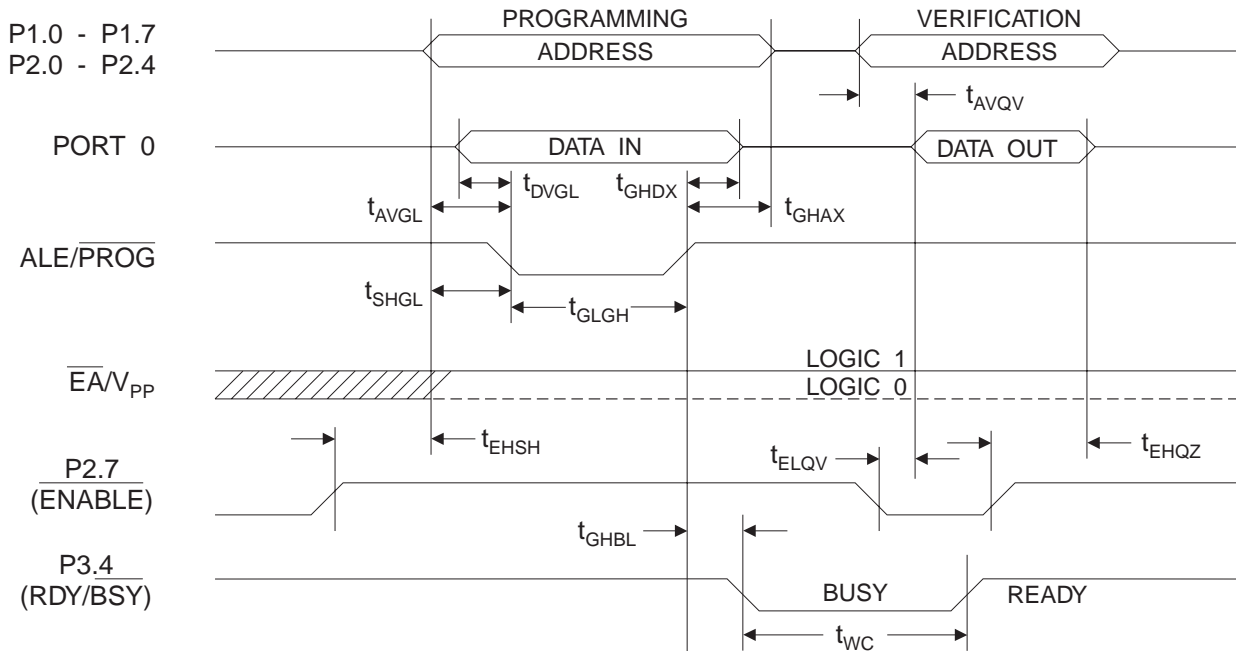 PROGRAMMING
VERIFICATION
P1.0 - P1.7
P2.0 - P2.4
ADDRESS
ADDRESS
tAVQV
PORT 0
DATA IN
DATA OUT
tDVGL
tGHDX
tAVGL
tGHAX
ALE/PROG
tSHGL
tGLGH
LOGIC 1
EA/VPP
LOGIC 0
tEHSH
tELQV
tEHQZ
P2.7
(ENABLE)
tGHBL
P3.4
(RDY/BSY)
BUSY
READY
tWC